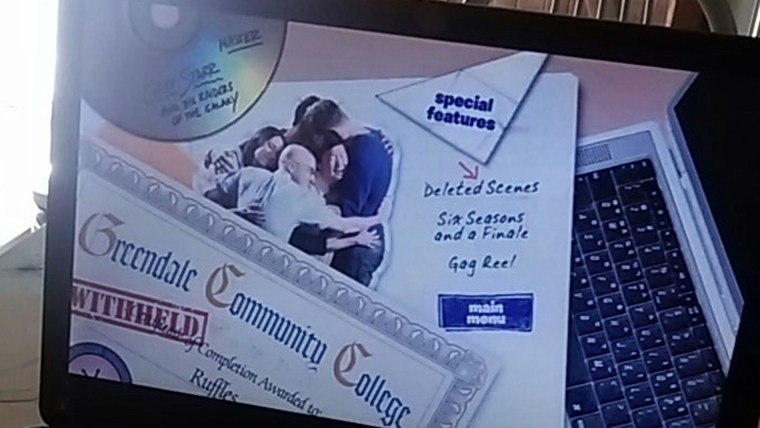 MASTER
STARR
AND THE RAIDERS
OF THE GALAXY
special
features
Deleted Scenes
Six Seasons
and a Finale
Gag Reel
main
menu
Greendale Community College
WITHHELD
of Completion Awarded to
Ruffles